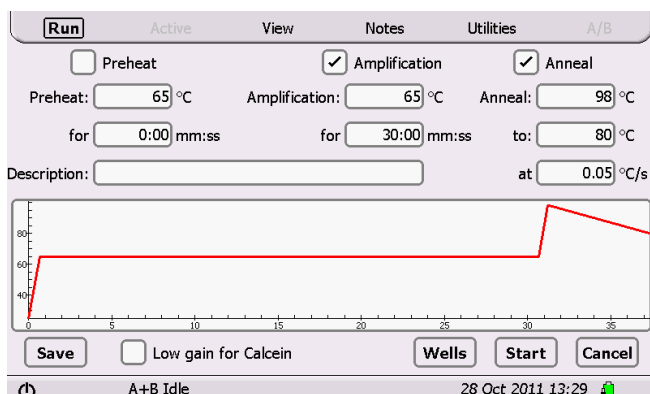 Run Active View Notes Utilities A/B
Preheat Amplification Anneal
Preheat: 65 °C Amplification: 65 °C Anneal: 98 °C
for 0:00 mm:ss for 30:00 mm:ss to: 80 °C
Description: at 0.05 °C/s
80
60
40
0 5 10 15 20 25 30 35
Save Low gain for Calcein Wells Start Cancel
A+B Idle 28 Oct 2011 13:29